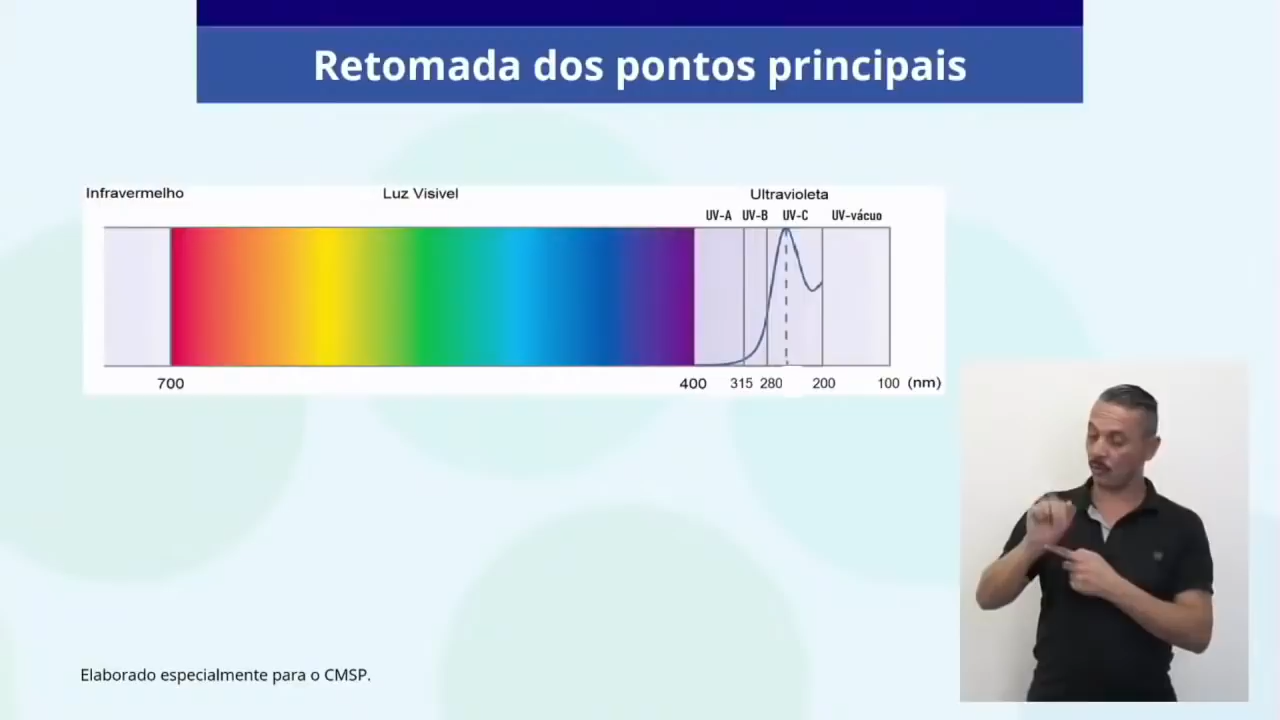 Retomada dos pontos principais
Infravermelho Luz Visivel Ultravioleta
UV-A UV-B UV-C UV-vácuo
700 400 315 280 200 100 (nm)
Elaborado especialmente para o CMSP.